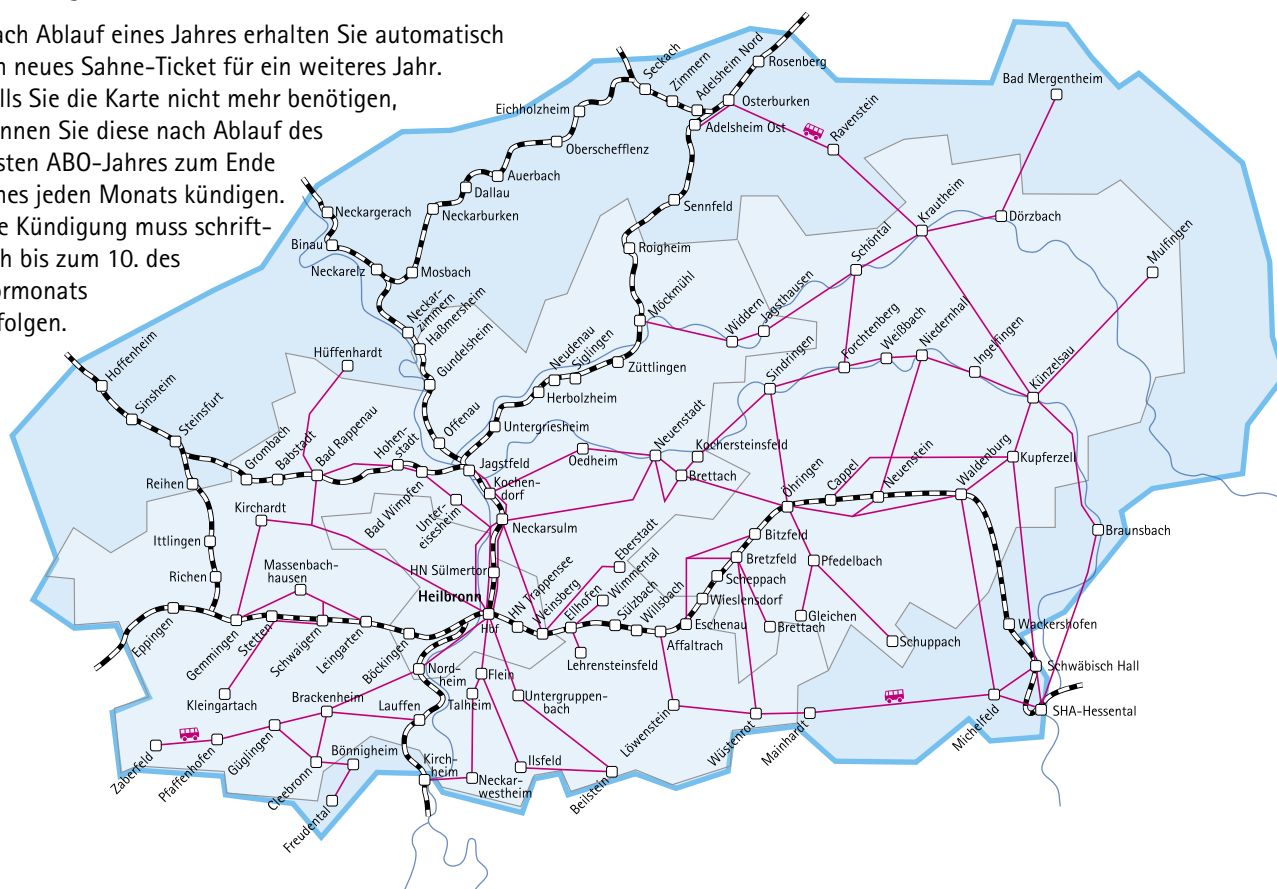 ach Ablauf eines Jahres erhalten Sie automatisch
n neues Sahne-Ticket für ein weiteres Jahr.
lls Sie die Karte nicht mehr benötigen,
nnen Sie diese nach Ablauf des
sten ABO-Jahres zum Ende
nes jeden Monats kündigen.
e Kündigung muss schrift-
h bis zum 10. des
ormonats
folgen.
Seckach
Zimmern
Adelsheim Nord
Rosenberg
Bad Mergentheim
Eichholzheim
Osterburken
Adelsheim Ost
Ravenstein
Oberschefflenz
Auerbach
Dallau
Neckarburken
Sennfeld
Krautheim
Dörzbach
Neckargerach
Binau
Neckarelz
Mosbach
Roigheim
Schöntal
Mulfingen
Neckar-
zimmern
Haßmersheim
Gundelsheim
Möckmühl
Widdern
Jagsthausen
Hüffenhardt
Neudenau
Siglingen
Züttlingen
Herbolzheim
Sindringen
Forchtenberg
Weißbach
Niedernhall
Ingelfingen
Künzelsau
Hoffenheim
Sinsheim
Steinsfurt
Grombach
Babstadt
Bad Rappenau
Hohen-
stadt
Offenau
Untergriesheim
Jagstfeld
Oedheim
Neuenstadt
Kochersteinsfeld
Brettach
Öhringen
Cappel
Neuenstein
Waldenburg
Kupferzell
Reihen
Kirchardt
Bad Wimpfen
Unter-
eisesheim
Kochen-
dorf
Neckarsulm
Ittlingen
Richen
Massenbach-
hausen
HN Sülmertor
Heilbronn
Hbf
HN Trappensee
Weinsberg
Ellhofen
Eberstadt
Wimmental
Sülzbach
Willsbach
Bitzfeld
Bretzfeld
Scheppach
Wieslensdorf
Eschenau
Affaltrach
Pfedelbach
Gleichen
Brettach
Schuppach
Braunsbach
Wackershofen
Schwäbisch Hall
SHA-Hessental
Eppingen
Gemmingen
Stetten
Schwaigern
Leingarten
Böckingen
Nord-
heim
Flein
Lehrensteinsfeld
Kleingartach
Brackenheim
Lauffen
Talheim
Untergruppen-
bach
Löwenstein
Wüstenrot
Mainhardt
Michelfeld
Zaberfeld
Pfaffenhofen
Güglingen
Cleebronn
Bönnigheim
Freudental
Kirch-
heim
Neckar-
westheim
Ilsfeld
Beilstein